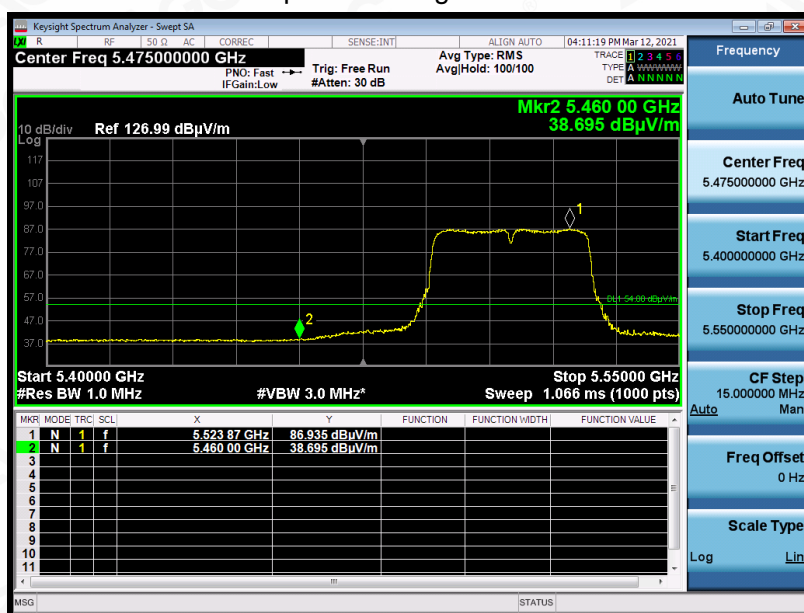 Keysight Spectrum Analyzer - Swept SA
LXI R RF 50 Ω AC CORREC SENSE:INT ALIGN AUTO 04:11:19 PM Mar 12, 2021
Center Freq 5.475000000 GHz
PNO: Fast
IFGain:Low
Trig: Free Run
#Atten: 30 dB
Avg Type: RMS
Avg|Hold: 100/100
TRACE 1 2 3 4 5 6
TYPE A WWWWW
DET A N N N N N
Mkr2 5.460 00 GHz
38.695 dBµV/m
10 dB/div Ref 126.99 dBµV/m
Log
117
107
97.0
87.0
77.0
67.0
57.0
47.0
37.0
1
2
DL1 54.00 dBµV/m
Start 5.40000 GHz
#Res BW 1.0 MHz
#VBW 3.0 MHz*
Stop 5.55000 GHz
Sweep 1.066 ms (1000 pts)
MKR MODE TRC SCL X Y FUNCTION FUNCTION WIDTH FUNCTION VALUE
1 N 1 f 5.523 87 GHz 86.935 dBµV/m
2 N 1 f 5.460 00 GHz 38.695 dBµV/m
3
4
5
6
7
8
9
10
11
MSG
STATUS
Frequency
Auto Tune
Center Freq
5.475000000 GHz
Start Freq
5.400000000 GHz
Stop Freq
5.550000000 GHz
CF Step
15.000000 MHz
Auto Man
Freq Offset
0 Hz
Scale Type
Log Lin